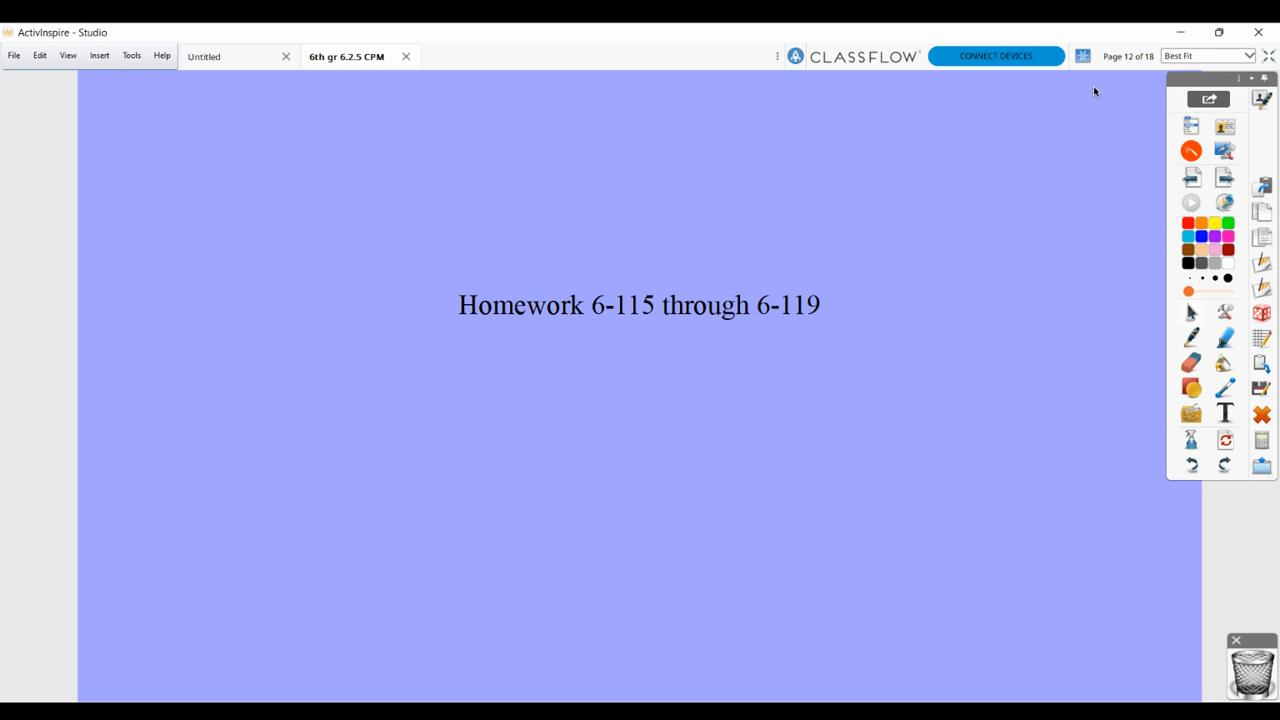 ActivInspire - Studio
File Edit View Insert Tools Help
Untitled
6th gr 6.2.5 CPM
CLASSFLOW
CONNECT DEVICES
Page 12 of 18
Best Fit
Homework 6-115 through 6-119